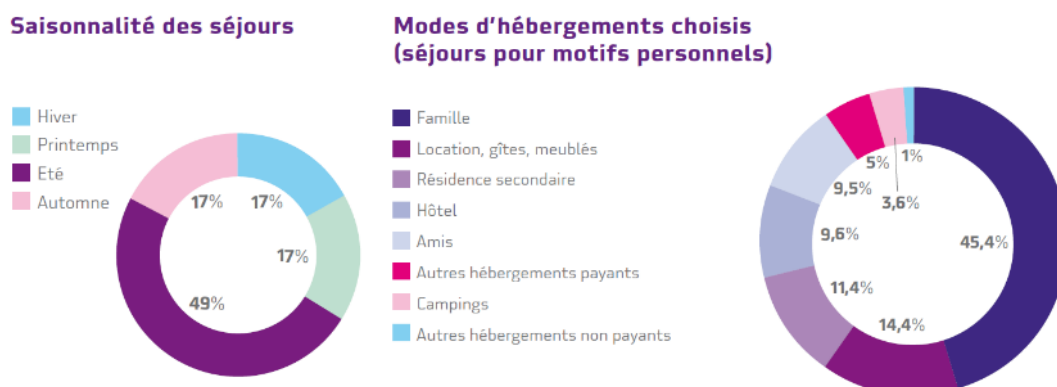 Saisonnalité des séjours
Hiver
Printemps
Eté
Automne
17%
17%
17%
49%
Modes d’hébergements choisis
(séjours pour motifs personnels)
Famille
Location, gîtes, meublés
Résidence secondaire
Hôtel
Amis
Autres hébergements payants
Campings
Autres hébergements non payants
5%
1%
9,5%
3,6%
9,6%
45,4%
11,4%
14,4%